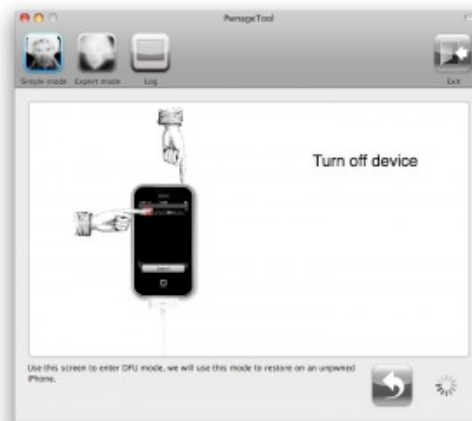 PwnageTool
Simple mode Expert mode Log Exit
Turn off device
Use this screen to enter DFU mode, we will use this mode to restore on an unpwned
iPhone.